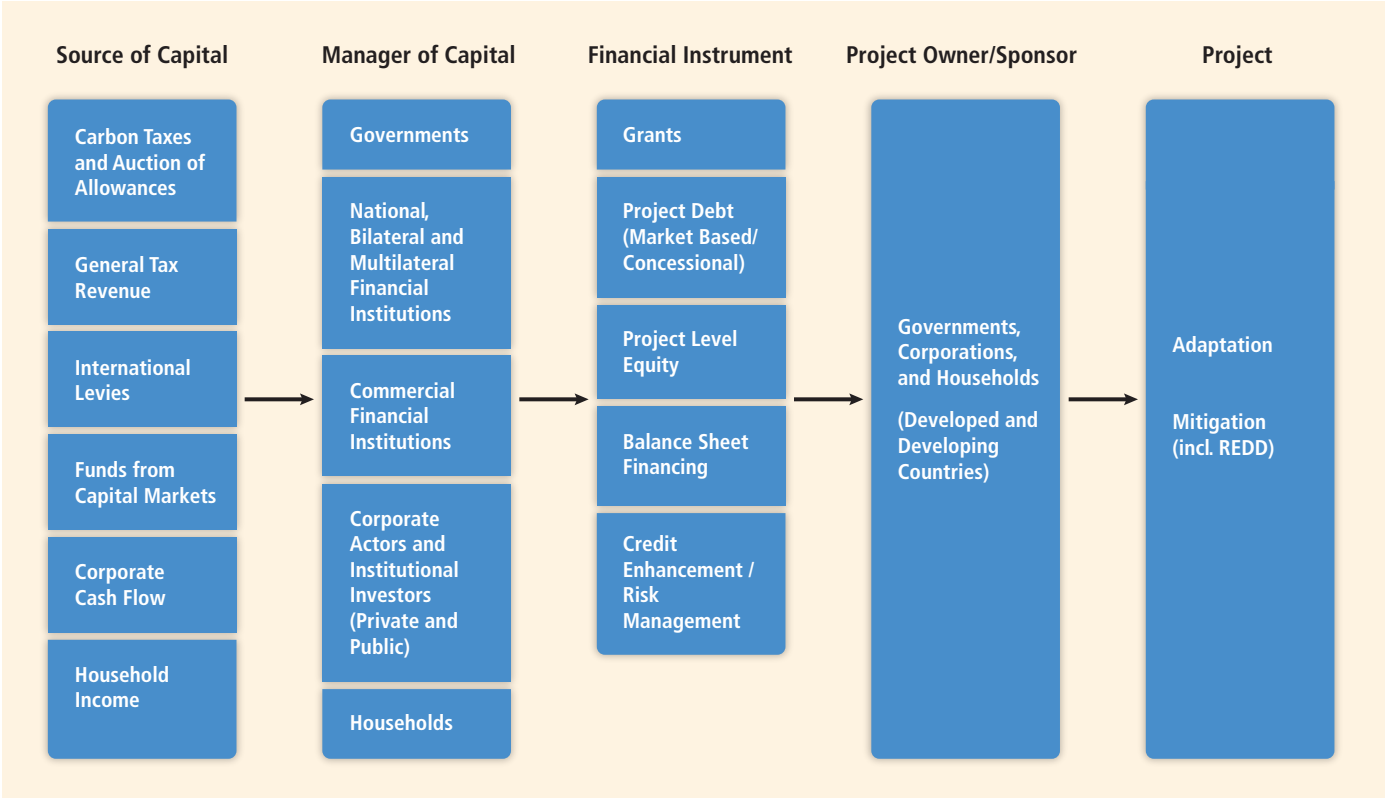 Source of Capital
Carbon Taxes
and Auction of
Allowances
General Tax
Revenue
International
Levies
Funds from
Capital Markets
Corporate
Cash Flow
Household
Income
Manager of Capital
Governments
National,
Bilateral and
Multilateral
Financial
Institutions
Commercial
Financial
Institutions
Corporate
Actors and
Institutional
Investors
(Private and
Public)
Households
Financial Instrument
Grants
Project Debt
(Market Based/
Concessional)
Project Level
Equity
Balance Sheet
Financing
Credit
Enhancement /
Risk
Management
Project Owner/Sponsor
Governments,
Corporations,
and Households
(Developed and
Developing
Countries)
Project
Adaptation
Mitigation
(incl. REDD)